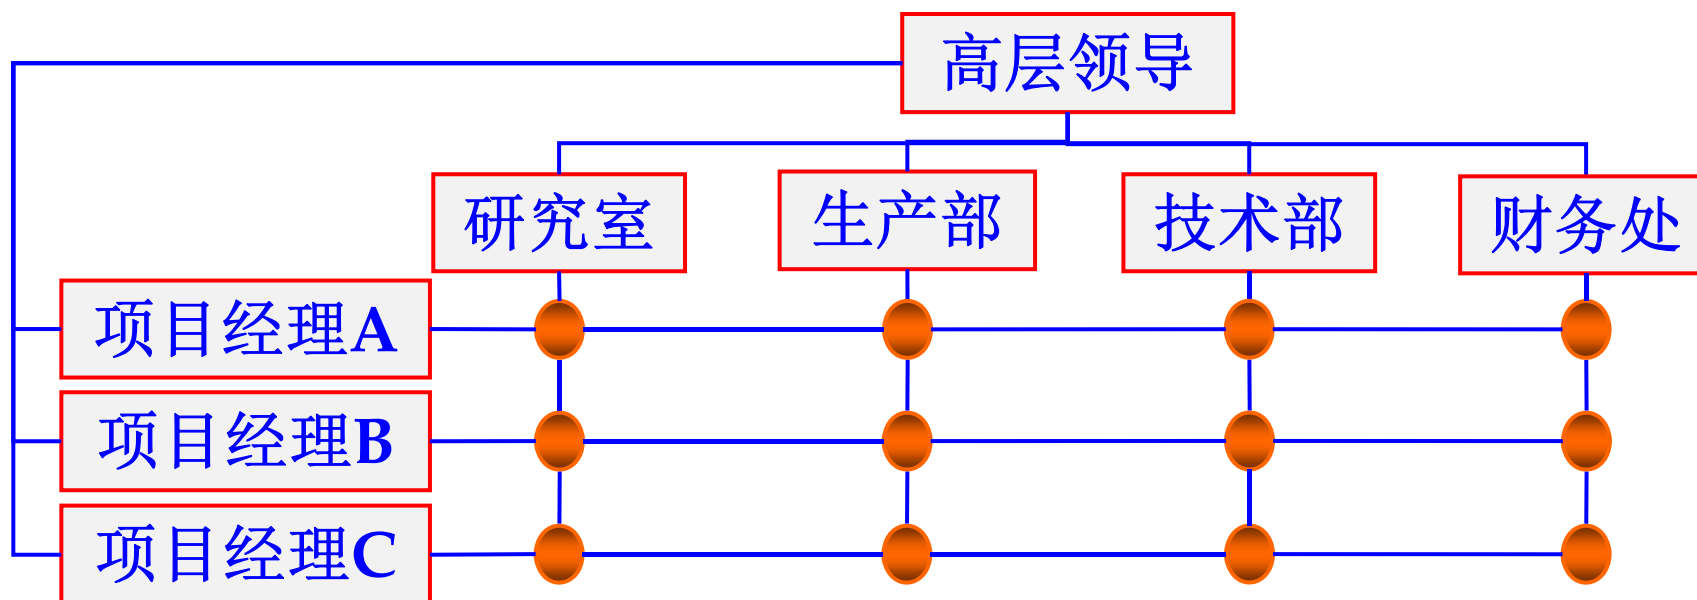 高层领导
研究室
生产部
技术部
财务处
项目经理A
项目经理B
项目经理C